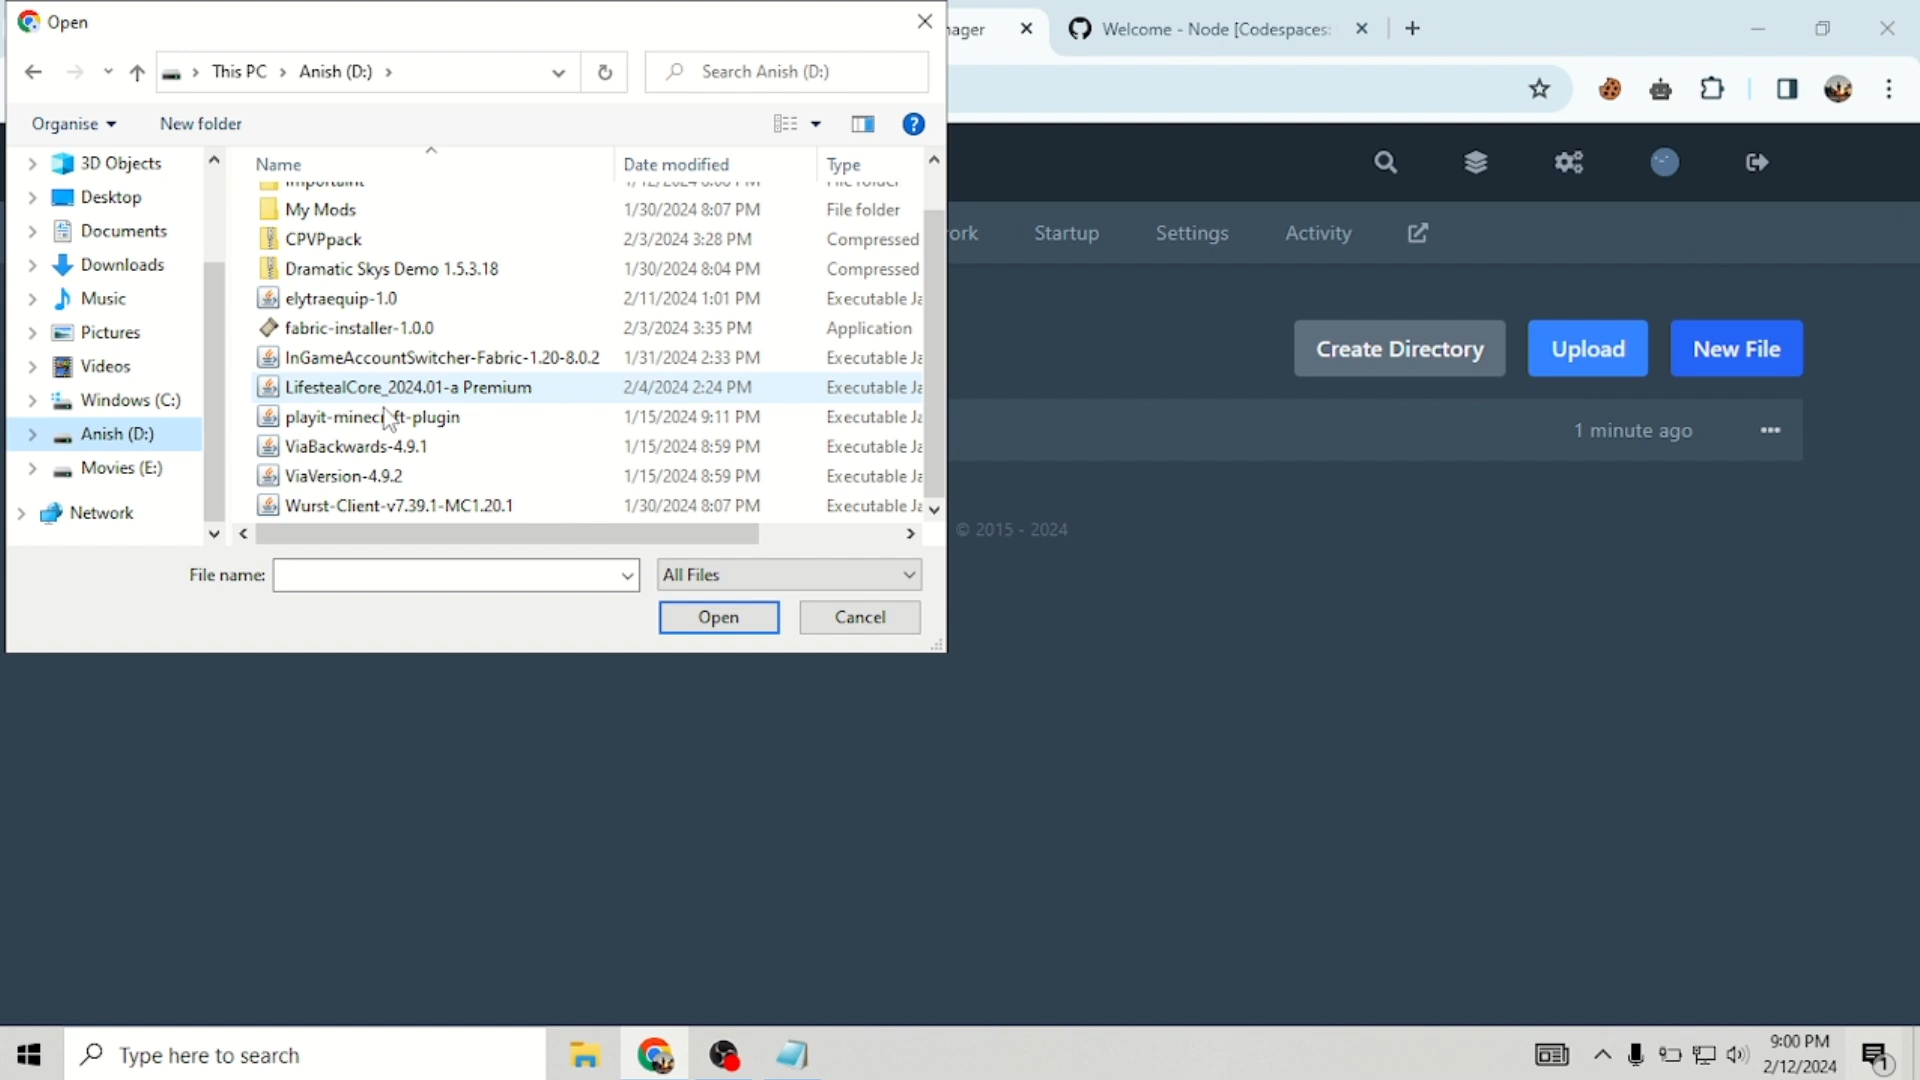 Open
nager
Welcome - Node [Codespaces:
This PC
Anish (D:)
Search Anish (D:)
Organise
New folder
?
3D Objects
Desktop
Documents
Downloads
Music
Pictures
Videos
Windows (C:)
Anish (D:)
Movies (E:)
Network
Name
Date modified
Type
My Mods
1/30/2024 8:07 PM
File folder
CPVPpack
2/3/2024 3:28 PM
Compressed
Dramatic Skys Demo 1.5.3.18
1/30/2024 8:04 PM
Compressed
elytraequip-1.0
2/11/2024 1:01 PM
Executable Ja
fabric-installer-1.0.0
2/3/2024 3:35 PM
Application
InGameAccountSwitcher-Fabric-1.20-8.0.2
1/31/2024 2:33 PM
Executable Ja
LifestealCore_2024.01-a Premium
2/4/2024 2:24 PM
Executable Ja
playit-minecraft-plugin
1/15/2024 9:11 PM
Executable Ja
ViaBackwards-4.9.1
1/15/2024 8:59 PM
Executable Ja
ViaVersion-4.9.2
1/15/2024 8:59 PM
Executable Ja
Wurst-Client-v7.39.1-MC1.20.1
1/30/2024 8:07 PM
Executable Ja
File name:
All Files
Open
Cancel
ork
Startup
Settings
Activity
Create Directory
Upload
New File
1 minute ago
© 2015 - 2024
Type here to search
9:00 PM
2/12/2024
1